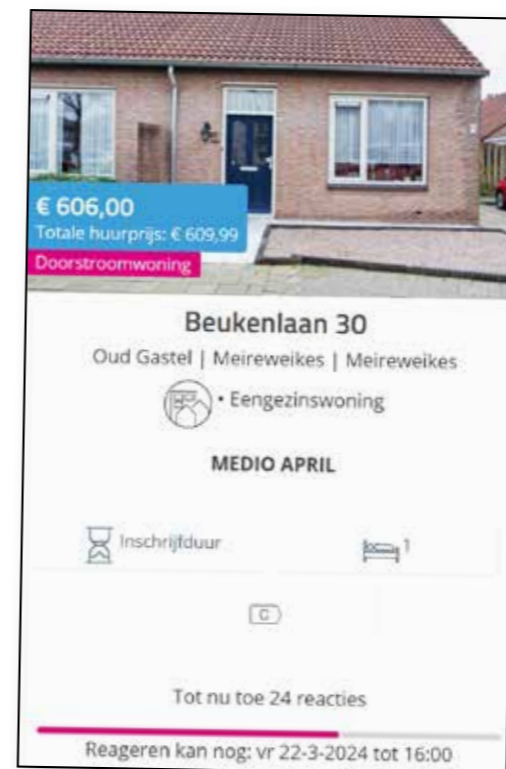 € 606,00
Totale huurprijs: € 609,99
Doorstroomwoning
Beukenlaan 30
Oud Gastel | Meireweikes | Meireweikes
• Eengezinswoning
MEDIO APRIL
Inschrijfduur
1
C
Tot nu toe 24 reacties
Reageren kan nog: vr 22-3-2024 tot 16:00